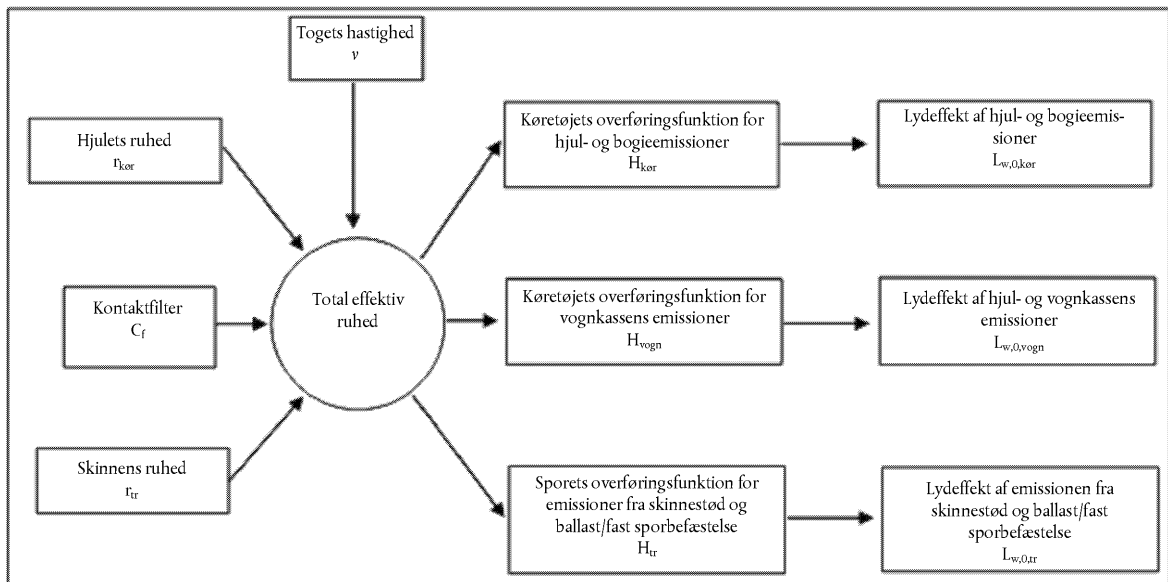 Togets hastighed
v
Hjulets ruhed
r_kør
Kontaktfilter
C_f
Skinnens ruhed
r_tr
Total effektiv
ruhed
Køretøjets overføringsfunktion for
hjul- og bogieemissioner
H_kør
Lydeffekt af hjul- og bogieemis-
sioner
L_w,0,kør
Køretøjets overføringsfunktion for
vognkassens emissioner
H_vogn
Lydeffekt af hjul- og vognkassens
emissioner
L_w,0,vogn
Sporets overføringsfunktion for
emissioner fra skinnestød og
ballast/fast sporbefæstelse
H_tr
Lydeffekt af emissionen fra
skinnestød og ballast/fast
sporbefæstelse
L_w,0,tr